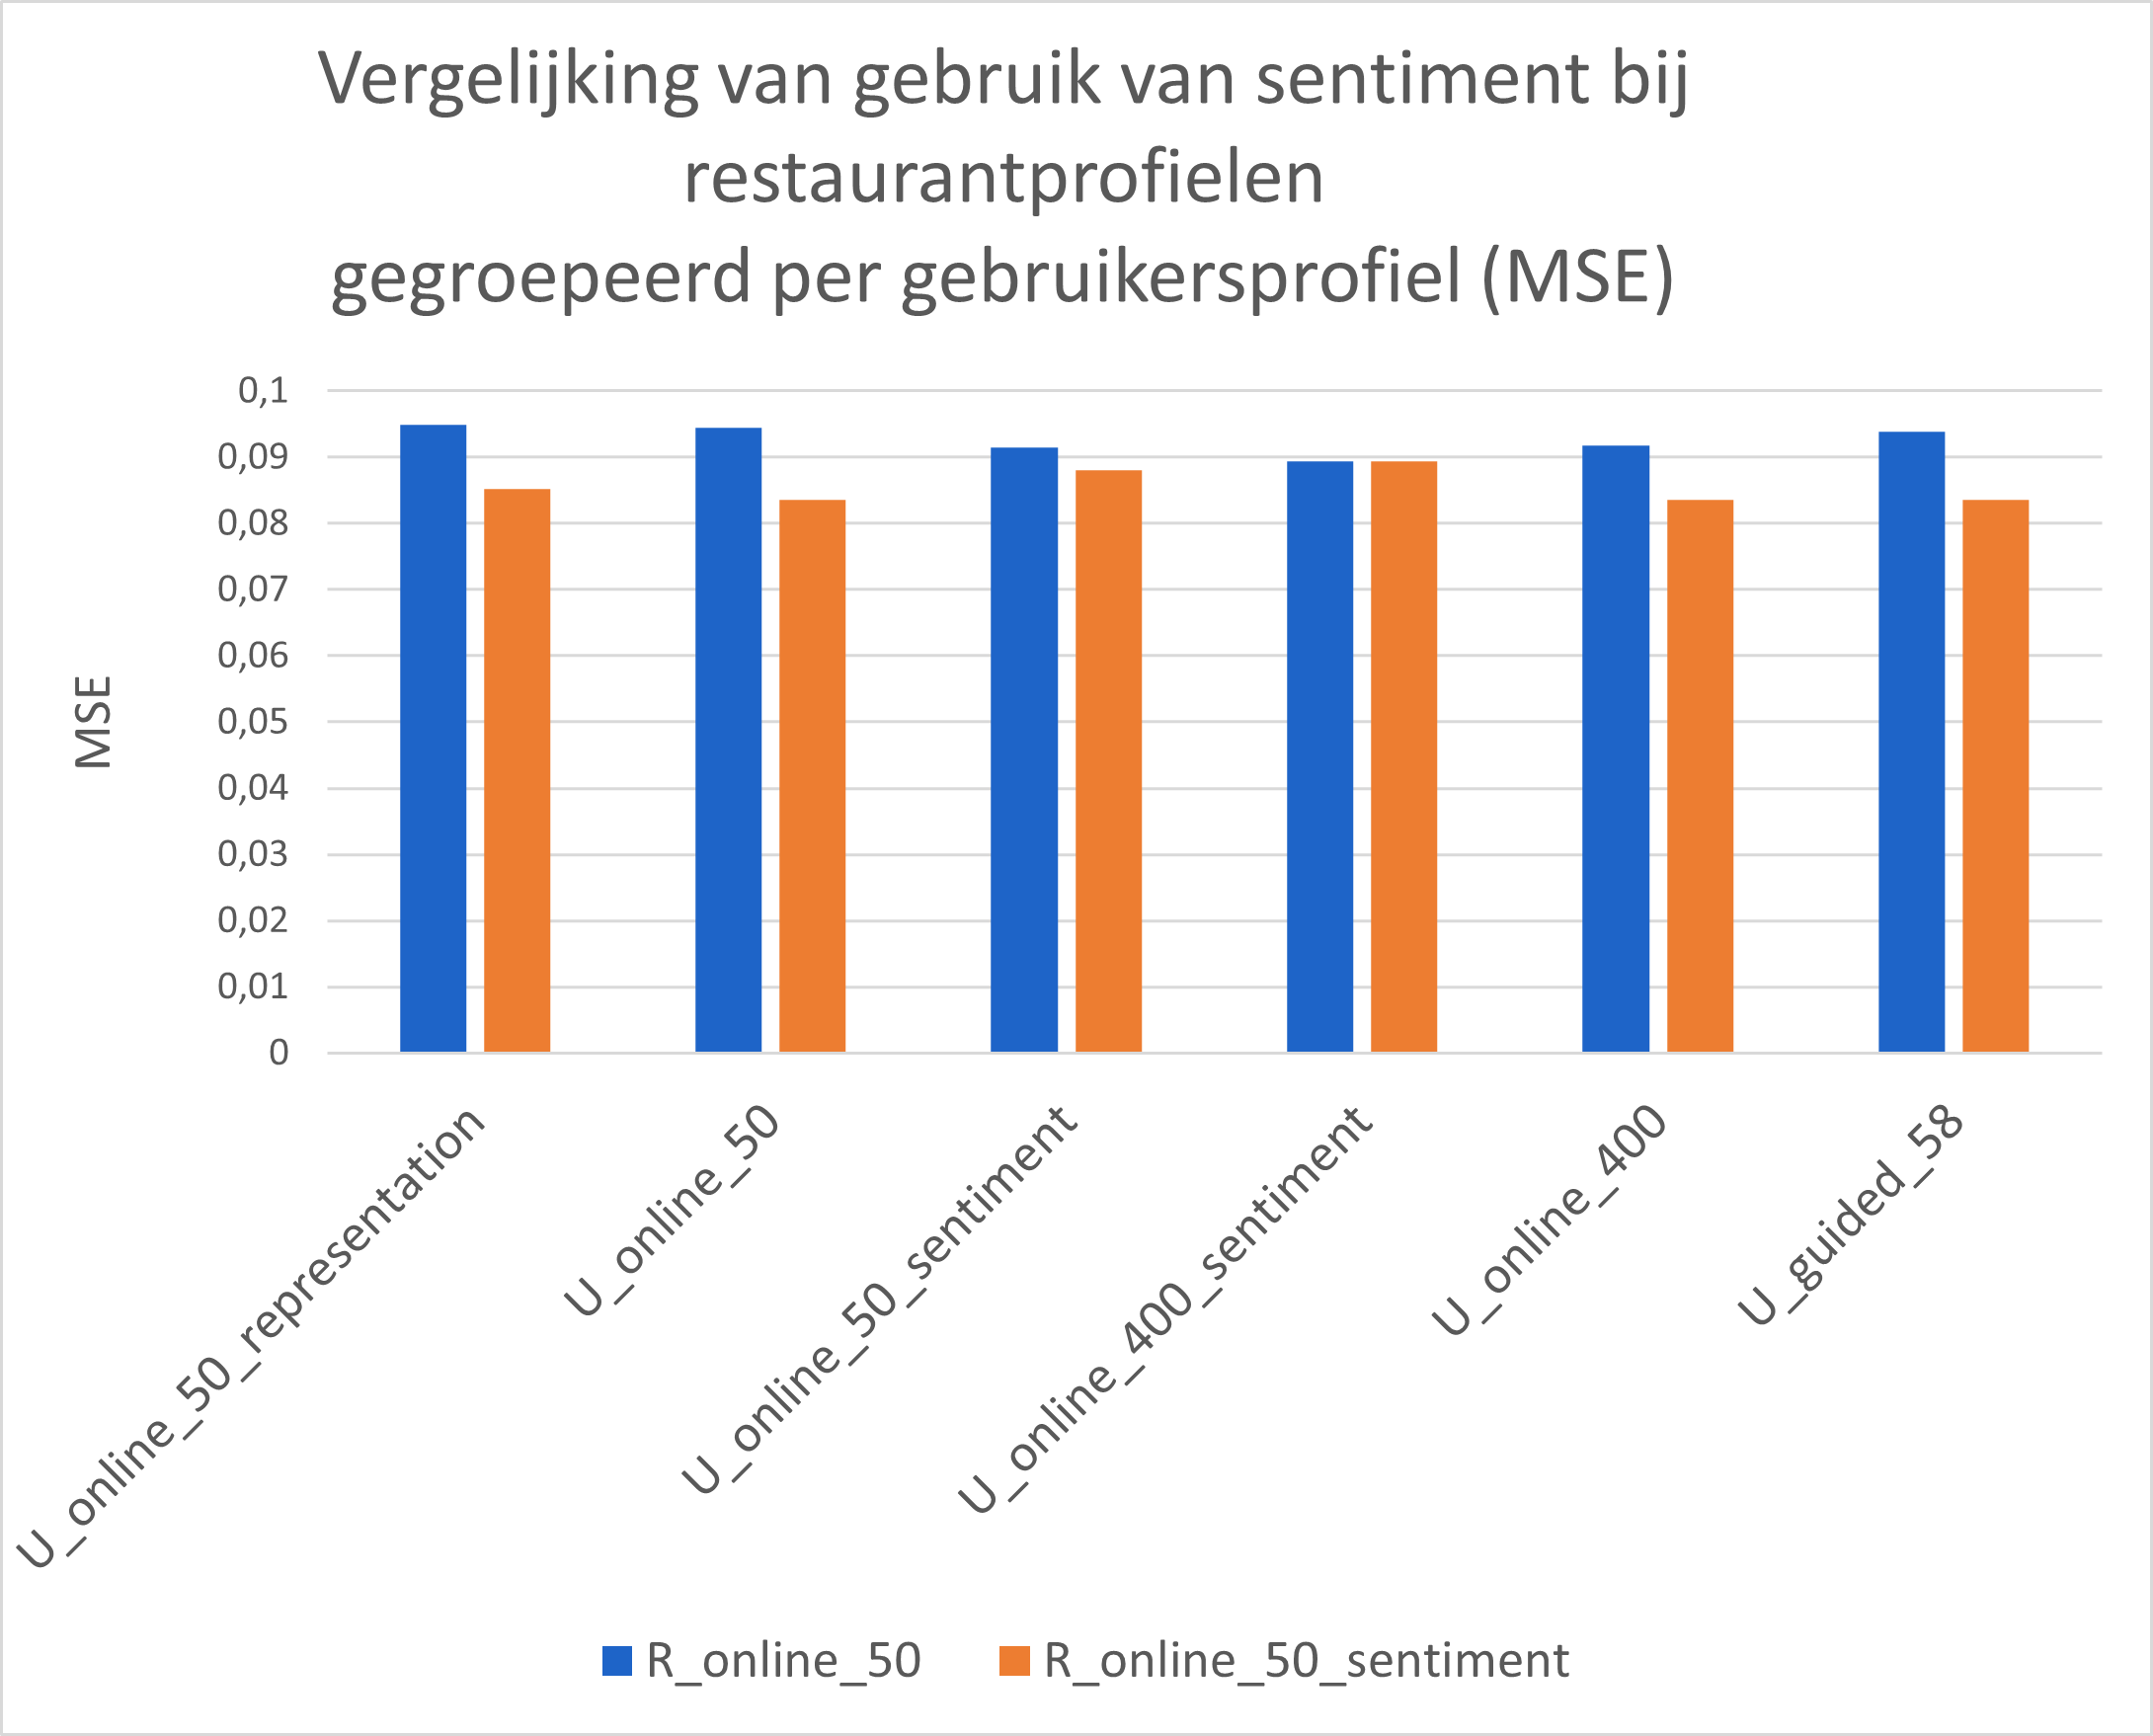 Vergelijking van gebruik van sentiment bij
restaurantprofielen
gegroepeerd per gebruikersprofiel (MSE)
0,1
0,09
0,08
0,07
0,06
0,05
0,04
0,03
0,02
0,01
0
MSE
U_online_50_representation
U_online_50
U_online_50_sentiment
U_online_400_sentiment
U_online_400
U_guided_58
R_online_50
R_online_50_sentiment